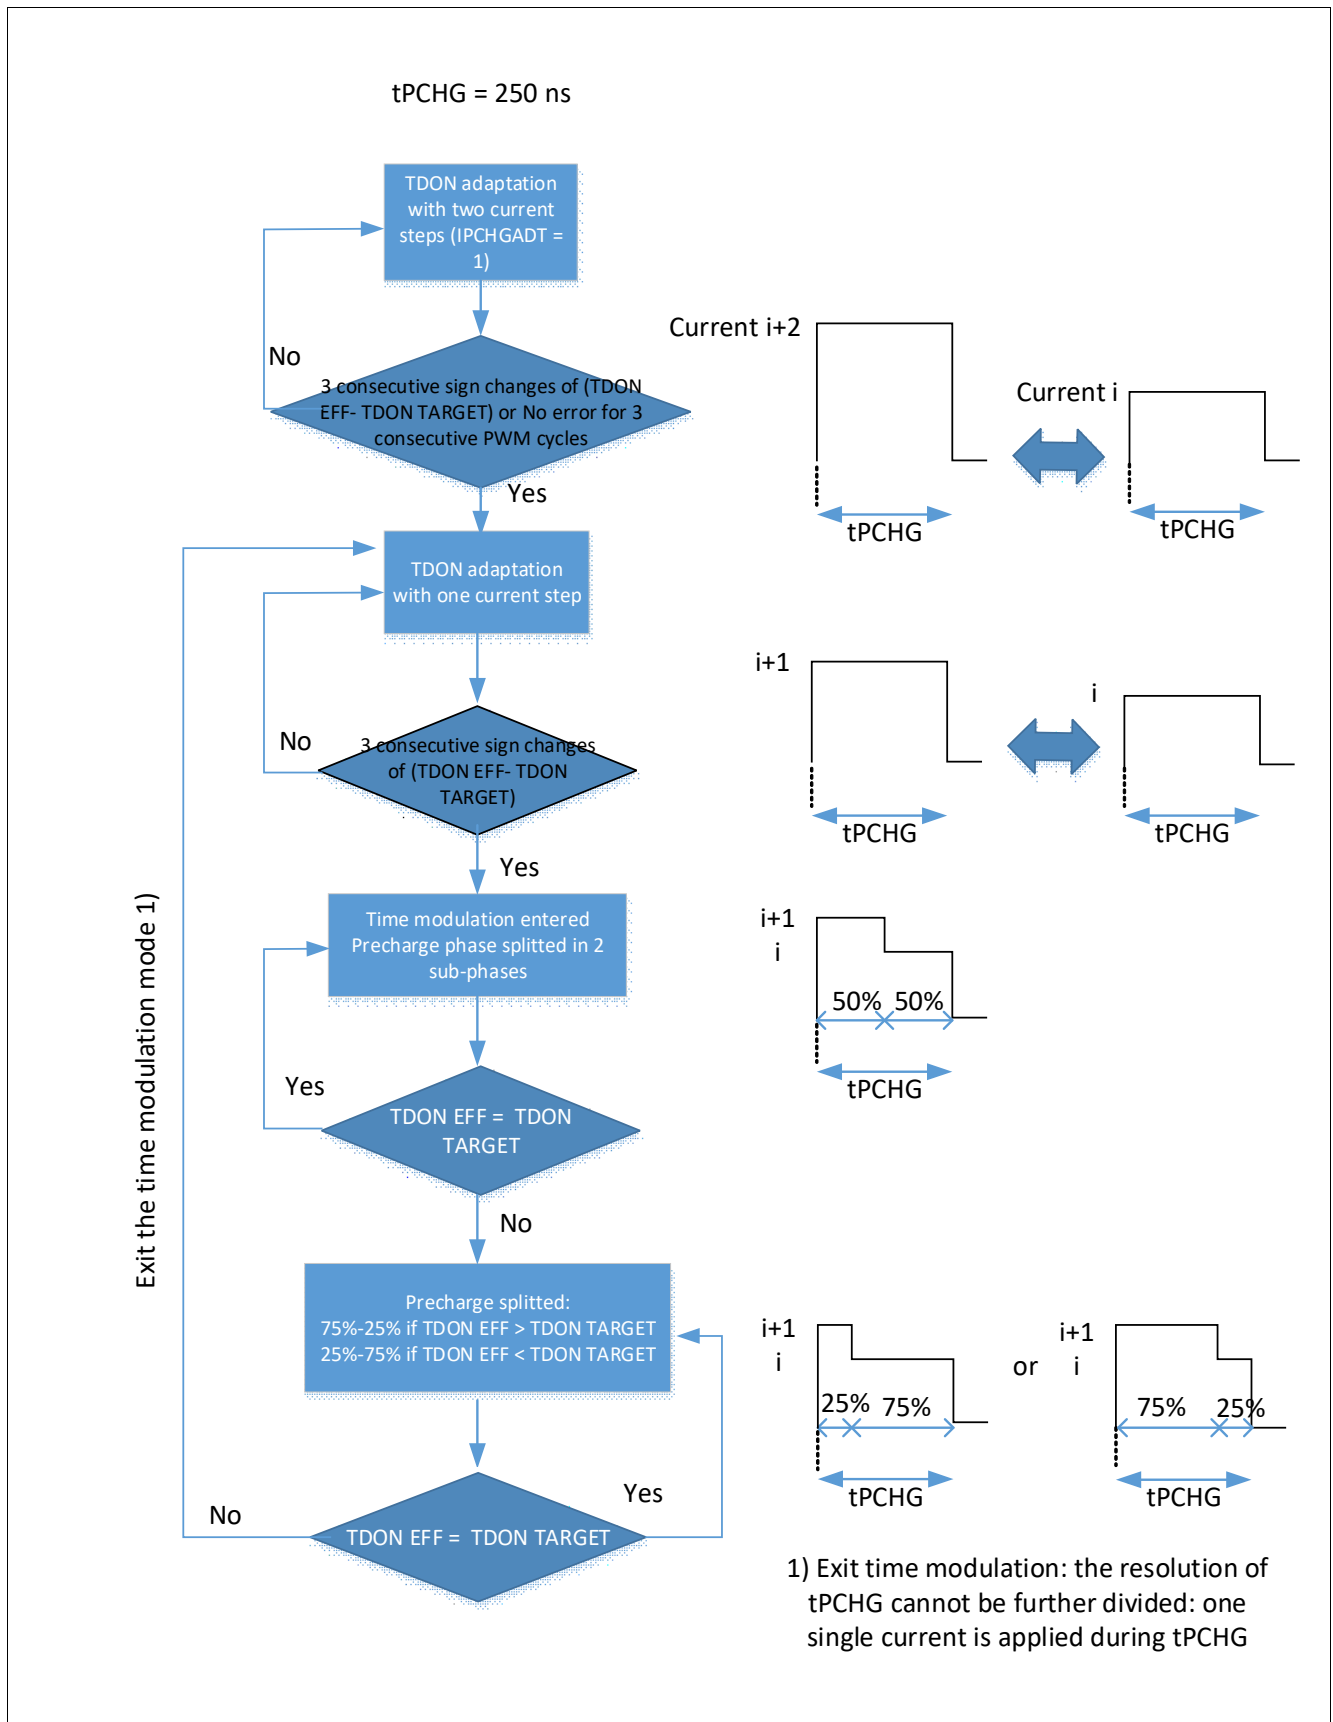 tPCHG = 250 ns
TDON adaptation
with two current
steps (IPCHGADT =
1)
No
3 consecutive sign changes of (TDON
EFF- TDON TARGET) or No error for 3
consecutive PWM cycles
Yes
Current i+2
tPCHG
Current i
tPCHG
TDON adaptation
with one current step
No
3 consecutive sign changes
of (TDON EFF- TDON
TARGET)
Yes
i+1
tPCHG
i
tPCHG
Time modulation entered
Precharge phase splitted in 2
sub-phases
i+1
i
50% 50%
tPCHG
Yes
TDON EFF =  TDON
TARGET
No
Exit the time modulation mode 1)
Precharge splitted:
75%-25% if TDON EFF > TDON TARGET
25%-75% if TDON EFF < TDON TARGET
i+1
i
25% 75%
tPCHG
or
i+1
i
75% 25%
tPCHG
No
Yes
TDON EFF =  TDON TARGET
1) Exit time modulation: the resolution of
tPCHG cannot be further divided: one
single current is applied during tPCHG